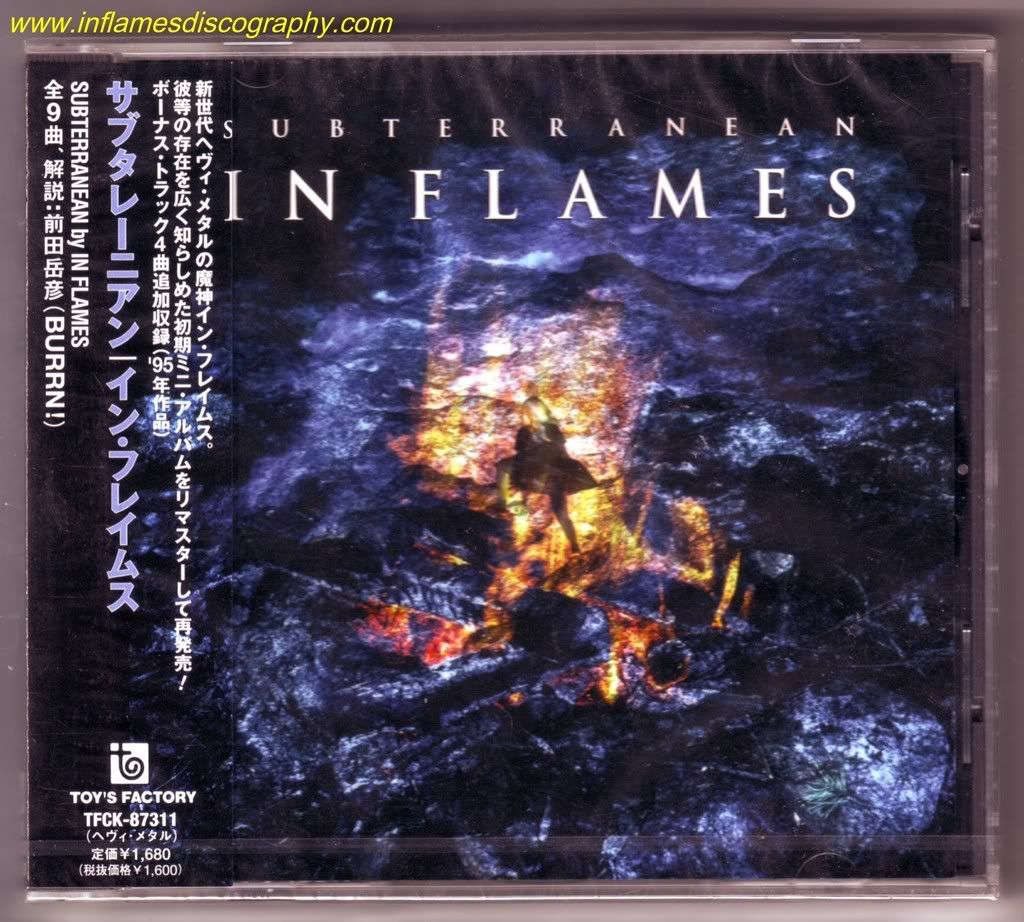 www.inflamesdiscography.com
SUBTERRANEAN
IN FLAMES
新世代ヘヴィ・メタルの魔神イン・フレイムス。
彼等の存在を広く知らしめた初期ミニ・アルバムをリマスターして再発売!
ボーナス・トラック4曲追加収録('95年作品)
サブタレーニアン/イン・フレイムス
SUBTERRANEAN by IN FLAMES
全9曲、解説:前田岳彦(BURRN!)
TOY'S FACTORY
TFCK-87311
(ヘヴィ・メタル)
定価¥1,680
(税抜価格¥1,600)